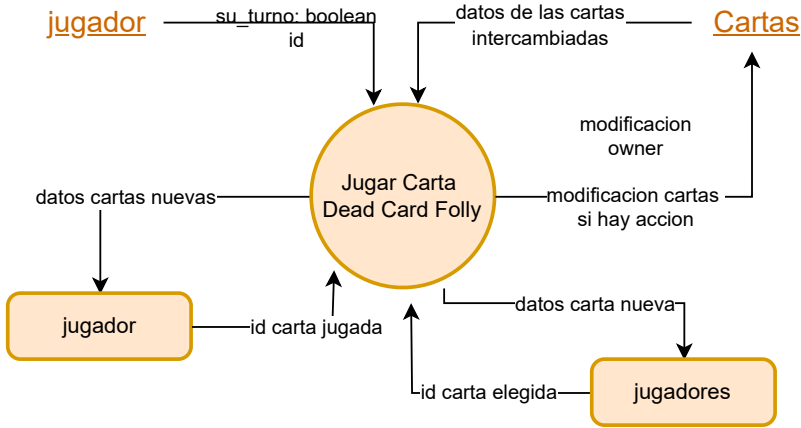 jugador
su_turno: boolean
id
datos de las cartas
intercambiadas
Cartas
modificacion
owner
Jugar Carta
Dead Card Folly
datos cartas nuevas
modificacion cartas
si hay accion
jugador
id carta jugada
datos carta nueva
id carta elegida
jugadores